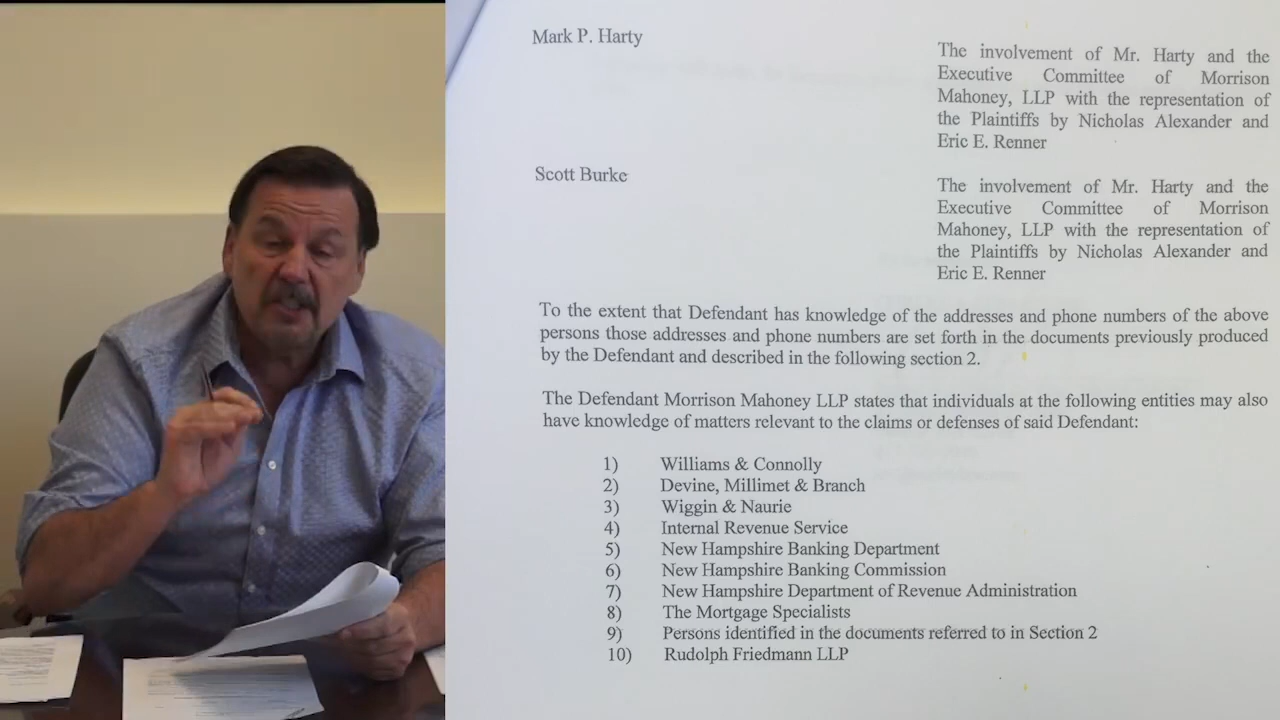 Mark P. Harty
The involvement of Mr. Harty and the
Executive Committee of Morrison
Mahoney, LLP with the representation of
the Plaintiffs by Nicholas Alexander and
Eric E. Renner
Scott Burke
The involvement of Mr. Harty and the
Executive Committee of Morrison
Mahoney, LLP with the representation of
the Plaintiffs by Nicholas Alexander and
Eric E. Renner
To the extent that Defendant has knowledge of the addresses and phone numbers of the above
persons those addresses and phone numbers are set forth in the documents previously produced
by the Defendant and described in the following section 2.
The Defendant Morrison Mahoney LLP states that individuals at the following entities may also
have knowledge of matters relevant to the claims or defenses of said Defendant:
1) Williams & Connolly
2) Devine, Millimet & Branch
3) Wiggin & Naurie
4) Internal Revenue Service
5) New Hampshire Banking Department
6) New Hampshire Banking Commission
7) New Hampshire Department of Revenue Administration
8) The Mortgage Specialists
9) Persons identified in the documents referred to in Section 2
10) Rudolph Friedmann LLP